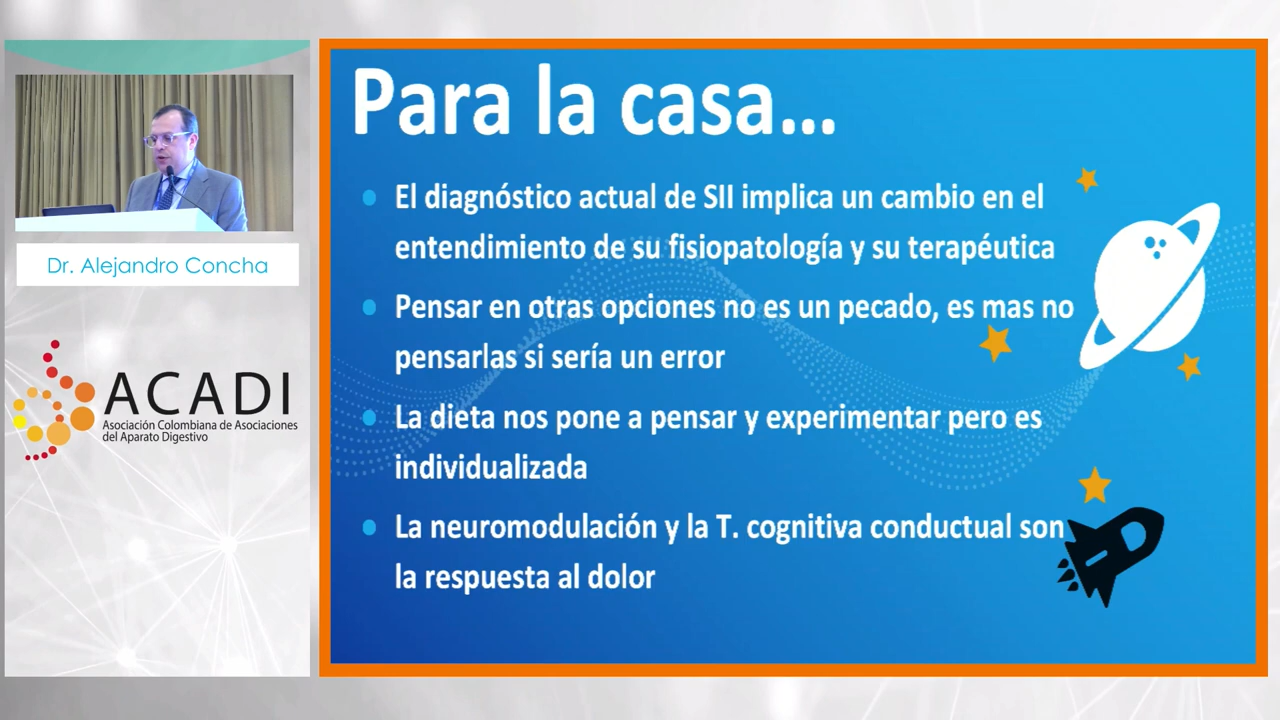 Dr. Alejandro Concha
ACADI
Asociación Colombiana de Asociaciones
del Aparato Digestivo
Para la casa...
El diagnóstico actual de SII implica un cambio en el
entendimiento de su fisiopatología y su terapéutica
Pensar en otras opciones no es un pecado, es mas no
pensarlas si sería un error
La dieta nos pone a pensar y experimentar pero es
individualizada
La neuromodulación y la T. cognitiva conductual son
la respuesta al dolor